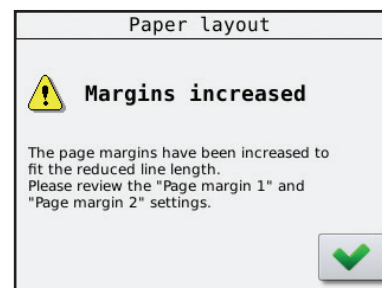 Paper layout
Margins increased
The page margins have been increased to
fit the reduced line length.
Please review the "Page margin 1" and
"Page margin 2" settings.